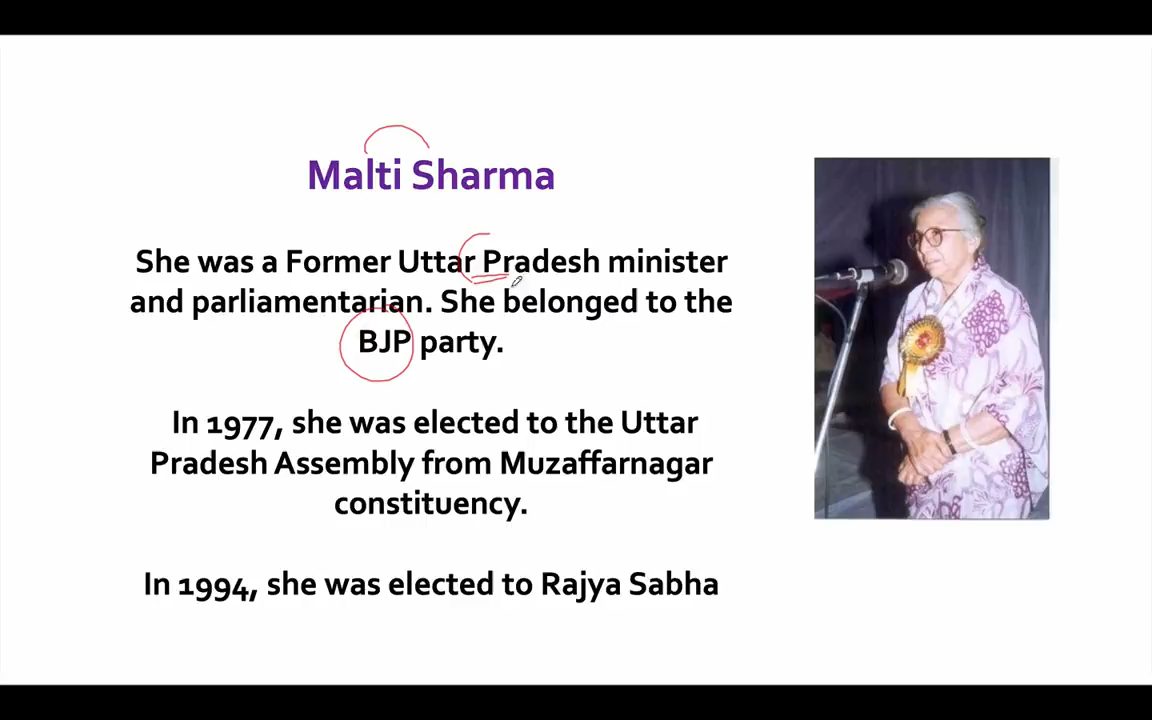 Malti Sharma
She was a Former Uttar Pradesh minister
and parliamentarian. She belonged to the
BJP party.
In 1977, she was elected to the Uttar
Pradesh Assembly from Muzaffarnagar
constituency.
In 1994, she was elected to Rajya Sabha